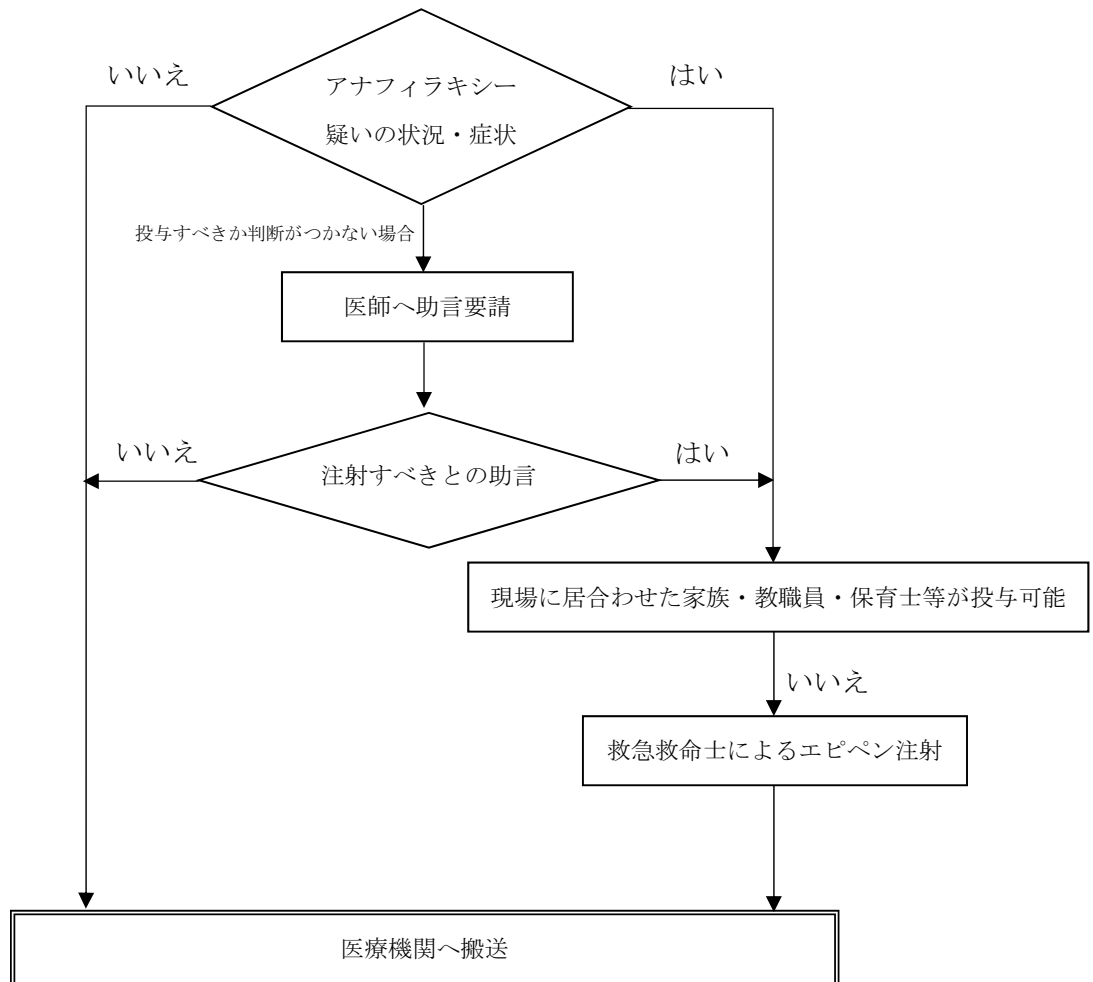 いいえ
はい
アナフィラキシー
疑いの状況・症状
投与すべきか判断がつかない場合
医師へ助言要請
いいえ
はい
注射すべきとの助言
現場に居合わせた家族・教職員・保育士等が投与可能
いいえ
救急救命士によるエピペン注射
医療機関へ搬送